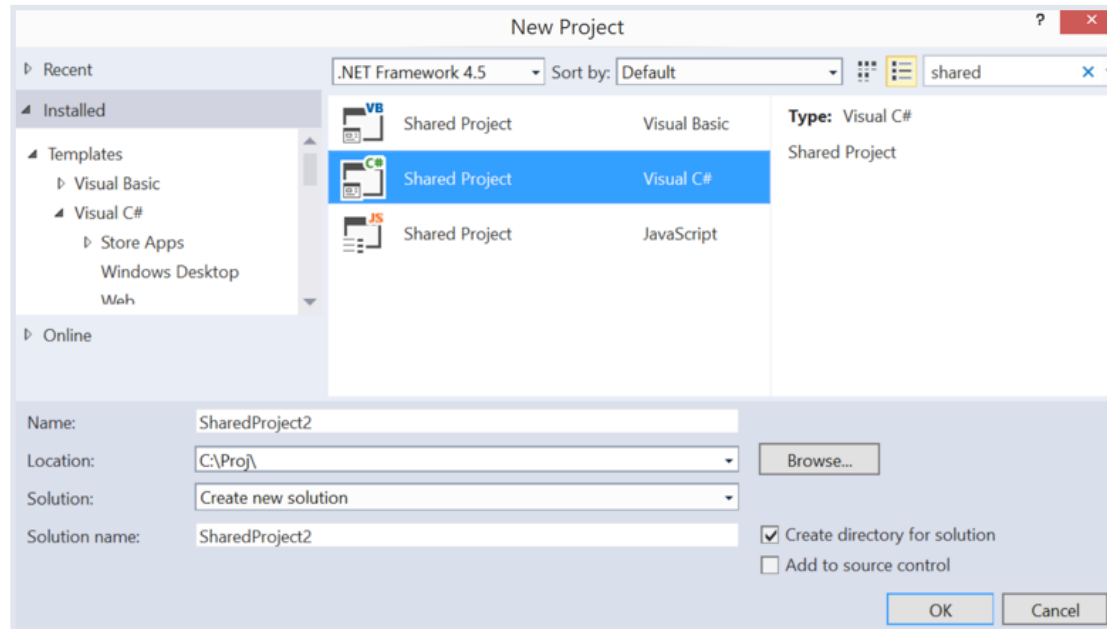 New Project
?
Recent
.NET Framework 4.5
Sort by:
Default
shared
Installed
Templates
Visual Basic
Visual C#
Store Apps
Windows Desktop
Web
Online
VB
Shared Project
Visual Basic
C#
Shared Project
Visual C#
JS
Shared Project
JavaScript
Type: Visual C#
Shared Project
Name:
SharedProject2
Location:
C:\Proj\
Browse...
Solution:
Create new solution
Solution name:
SharedProject2
Create directory for solution
Add to source control
OK
Cancel